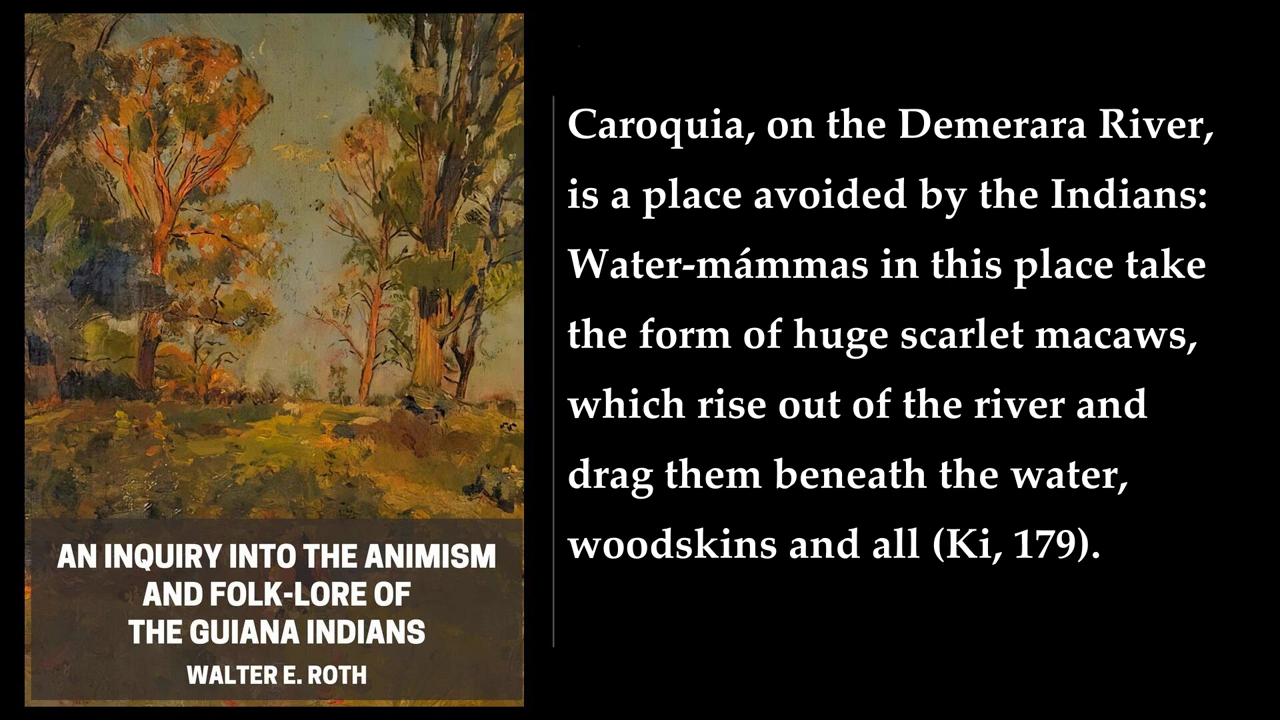 AN INQUIRY INTO THE ANIMISM
AND FOLK-LORE OF
THE GUIANA INDIANS
WALTER E. ROTH
Caroquia, on the Demerara River,
is a place avoided by the Indians:
Water-mámmas in this place take
the form of huge scarlet macaws,
which rise out of the river and
drag them beneath the water,
woodskins and all (Ki, 179).